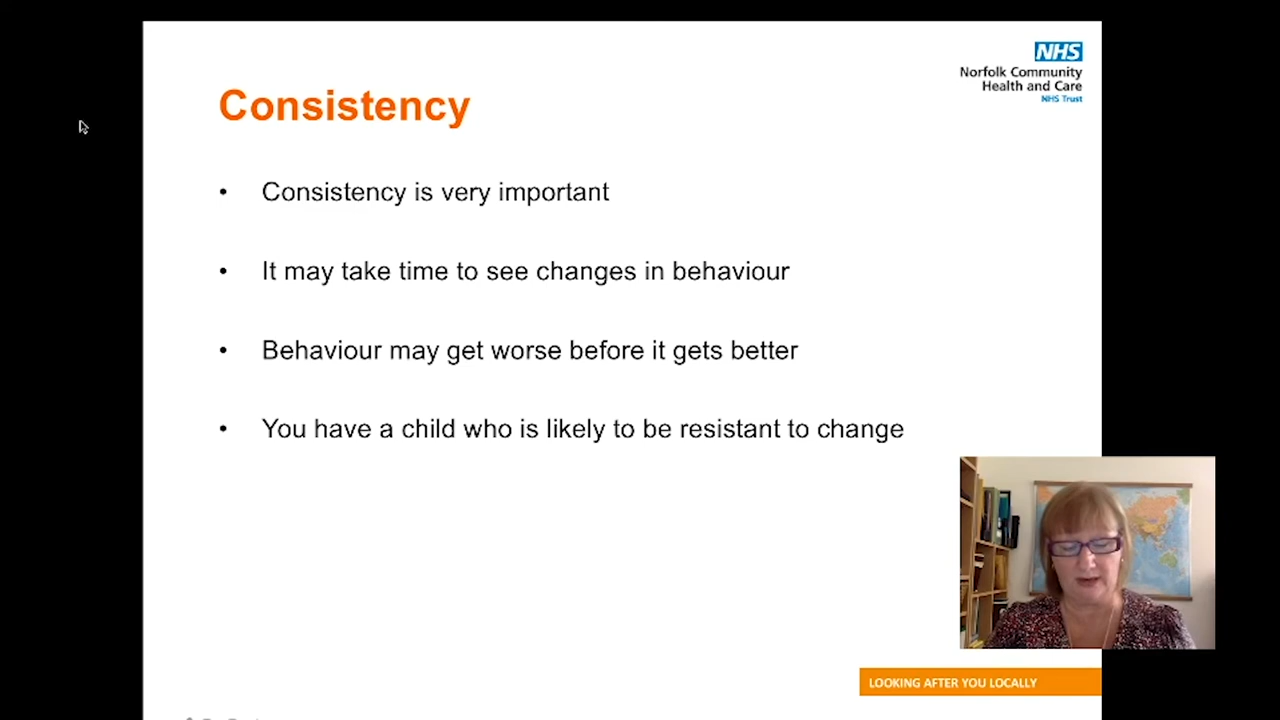 NHS
Norfolk Community
Health and Care
NHS Trust
Consistency
• Consistency is very important
• It may take time to see changes in behaviour
• Behaviour may get worse before it gets better
• You have a child who is likely to be resistant to change
LOOKING AFTER YOU LOCALLY